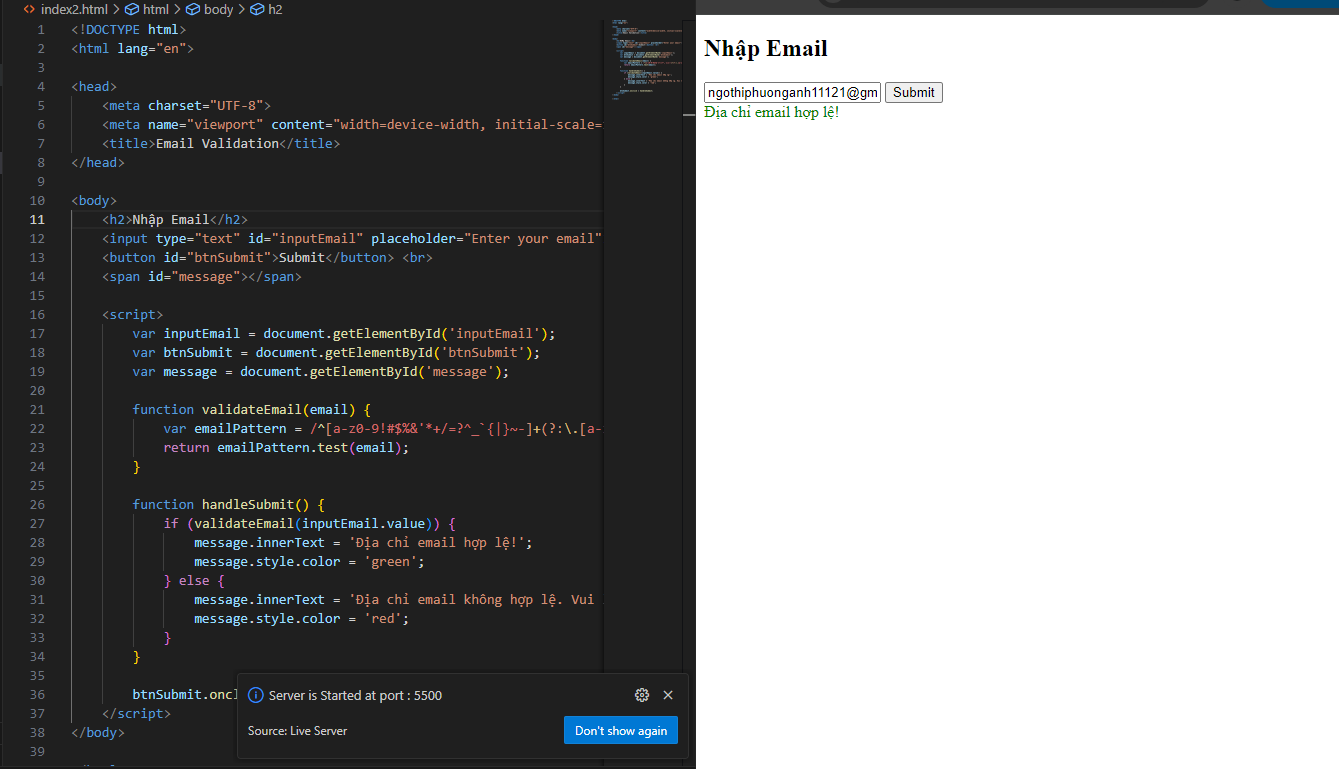 index2.html > html > body > h2
1 <!DOCTYPE html>
2 <html lang="en">
3
4 <head>
5 <meta charset="UTF-8">
6 <meta name="viewport" content="width=device-width, initial-scale=
7 <title>Email Validation</title>
8 </head>
9
10 <body>
11 <h2>Nhập Email</h2>
12 <input type="text" id="inputEmail" placeholder="Enter your email"
13 <button id="btnSubmit">Submit</button> <br>
14 <span id="message"></span>
15
16 <script>
17 var inputEmail = document.getElementById('inputEmail');
18 var btnSubmit = document.getElementById('btnSubmit');
19 var message = document.getElementById('message');
20
21 function validateEmail(email) {
22 var emailPattern = /^[a-z0-9!#$%&'*+/=?^_`{|}~-]+(?:\.[a-
23 return emailPattern.test(email);
24 }
25
26 function handleSubmit() {
27 if (validateEmail(inputEmail.value)) {
28 message.innerText = 'Địa chỉ email hợp lệ!';
29 message.style.color = 'green';
30 } else {
31 message.innerText = 'Địa chỉ email không hợp lệ. Vui
32 message.style.color = 'red';
33 }
34 }
35
36 btnSubmit.oncl
37 </script>
38 </body>
39
Server is Started at port : 5500
Source: Live Server
Don't show again
Nhập Email
ngothiphuonganh11121@gm
Submit
Địa chỉ email hợp lệ!